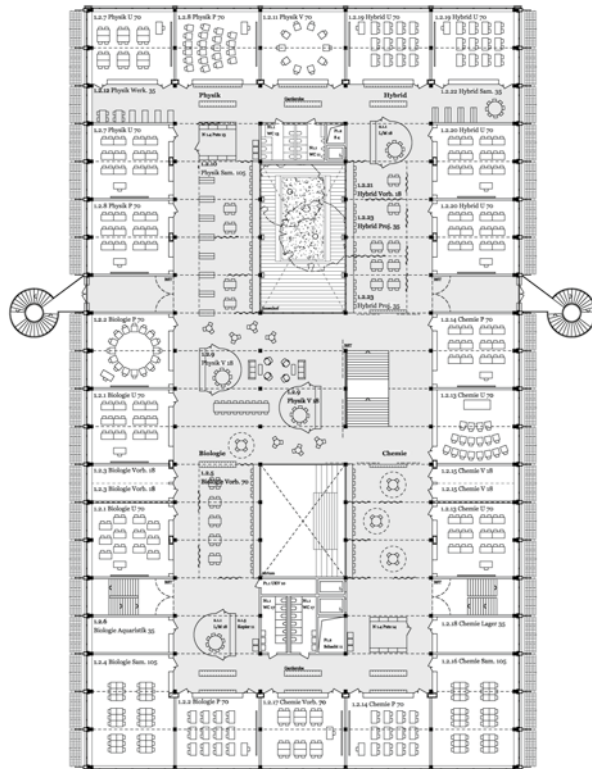 1.2.7 Physik U 70
1.2.8 Physik P 70
1.2.11 Physik V 70
1.2.19 Hybrid U 70
1.2.19 Hybrid U 70
1.2.12 Physik Werk. 35
Physik
Garderobe
Hybrid
1.2.22 Hybrid Sam. 35
1.2.7 Physik U 70
1.2.20 Hybrid U 70
1.2.10
Physik Sam. 105
1.2.21
Hybrid Vorb. 18
1.2.8 Physik P 70
1.2.23
Hybrid Proj. 35
1.2.20 Hybrid U 70
1.2.23
Hybrid Proj. 35
1.2.2 Biologie P 70
1.2.14 Chemie P 70
1.2.9
Physik V 18
1.2.9
Physik V 18
1.2.1 Biologie U 70
1.2.13 Chemie U 70
Biologie
Chemie
1.2.3 Biologie Vorb. 18
1.2.5
Biologie Vorb. 70
1.2.15 Chemie V 18
1.2.3 Biologie Vorb. 18
1.2.15 Chemie V 18
1.2.1 Biologie U 70
1.2.13 Chemie U 70
1.2.6
Biologie Aquaristik 35
1.2.18 Chemie Lager 35
1.2.4 Biologie Sam. 105
Garderobe
1.2.16 Chemie Sam. 105
1.2.2 Biologie P 70
1.2.17 Chemie Vorb. 70
1.2.14 Chemie P 70